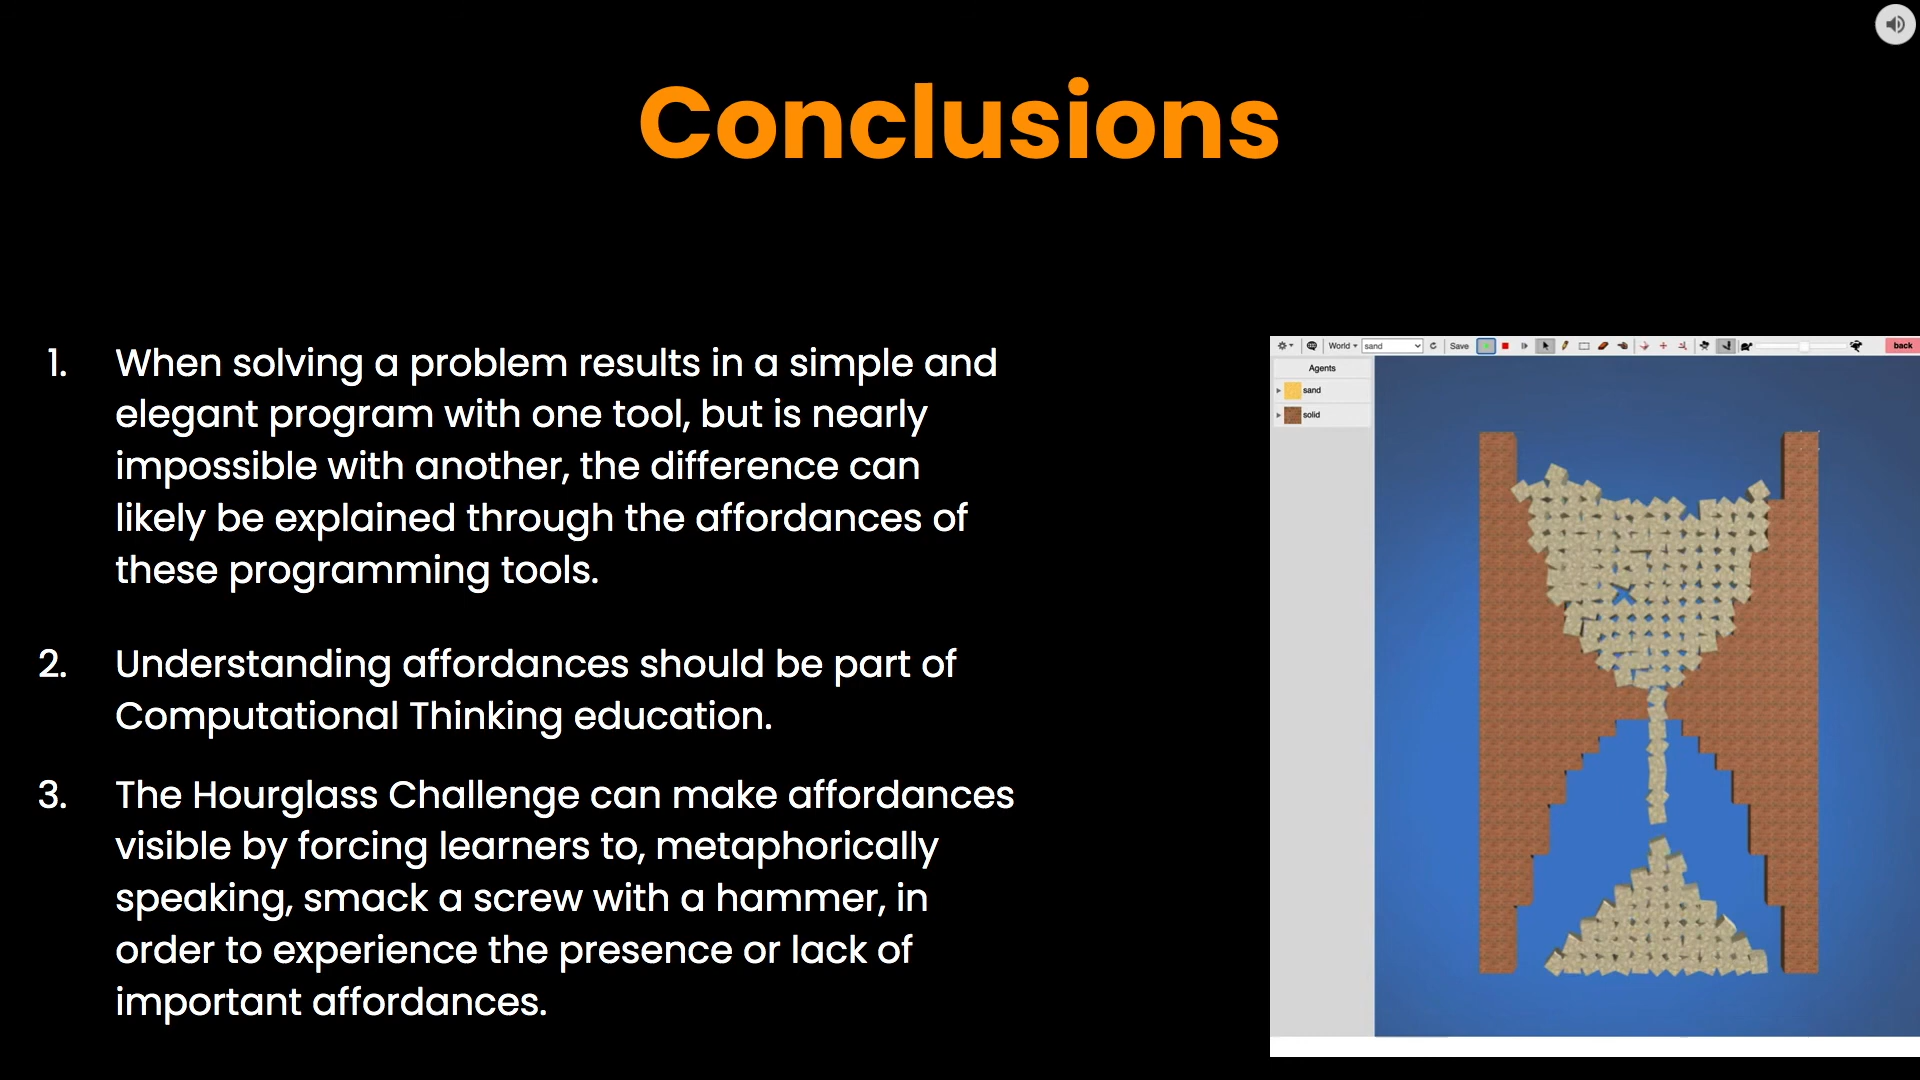 Conclusions
1. When solving a problem results in a simple and
elegant program with one tool, but is nearly
impossible with another, the difference can
likely be explained through the affordances of
these programming tools.
2. Understanding affordances should be part of
Computational Thinking education.
3. The Hourglass Challenge can make affordances
visible by forcing learners to, metaphorically
speaking, smack a screw with a hammer, in
order to experience the presence or lack of
important affordances.
World sand Save back
Agents
sand
solid